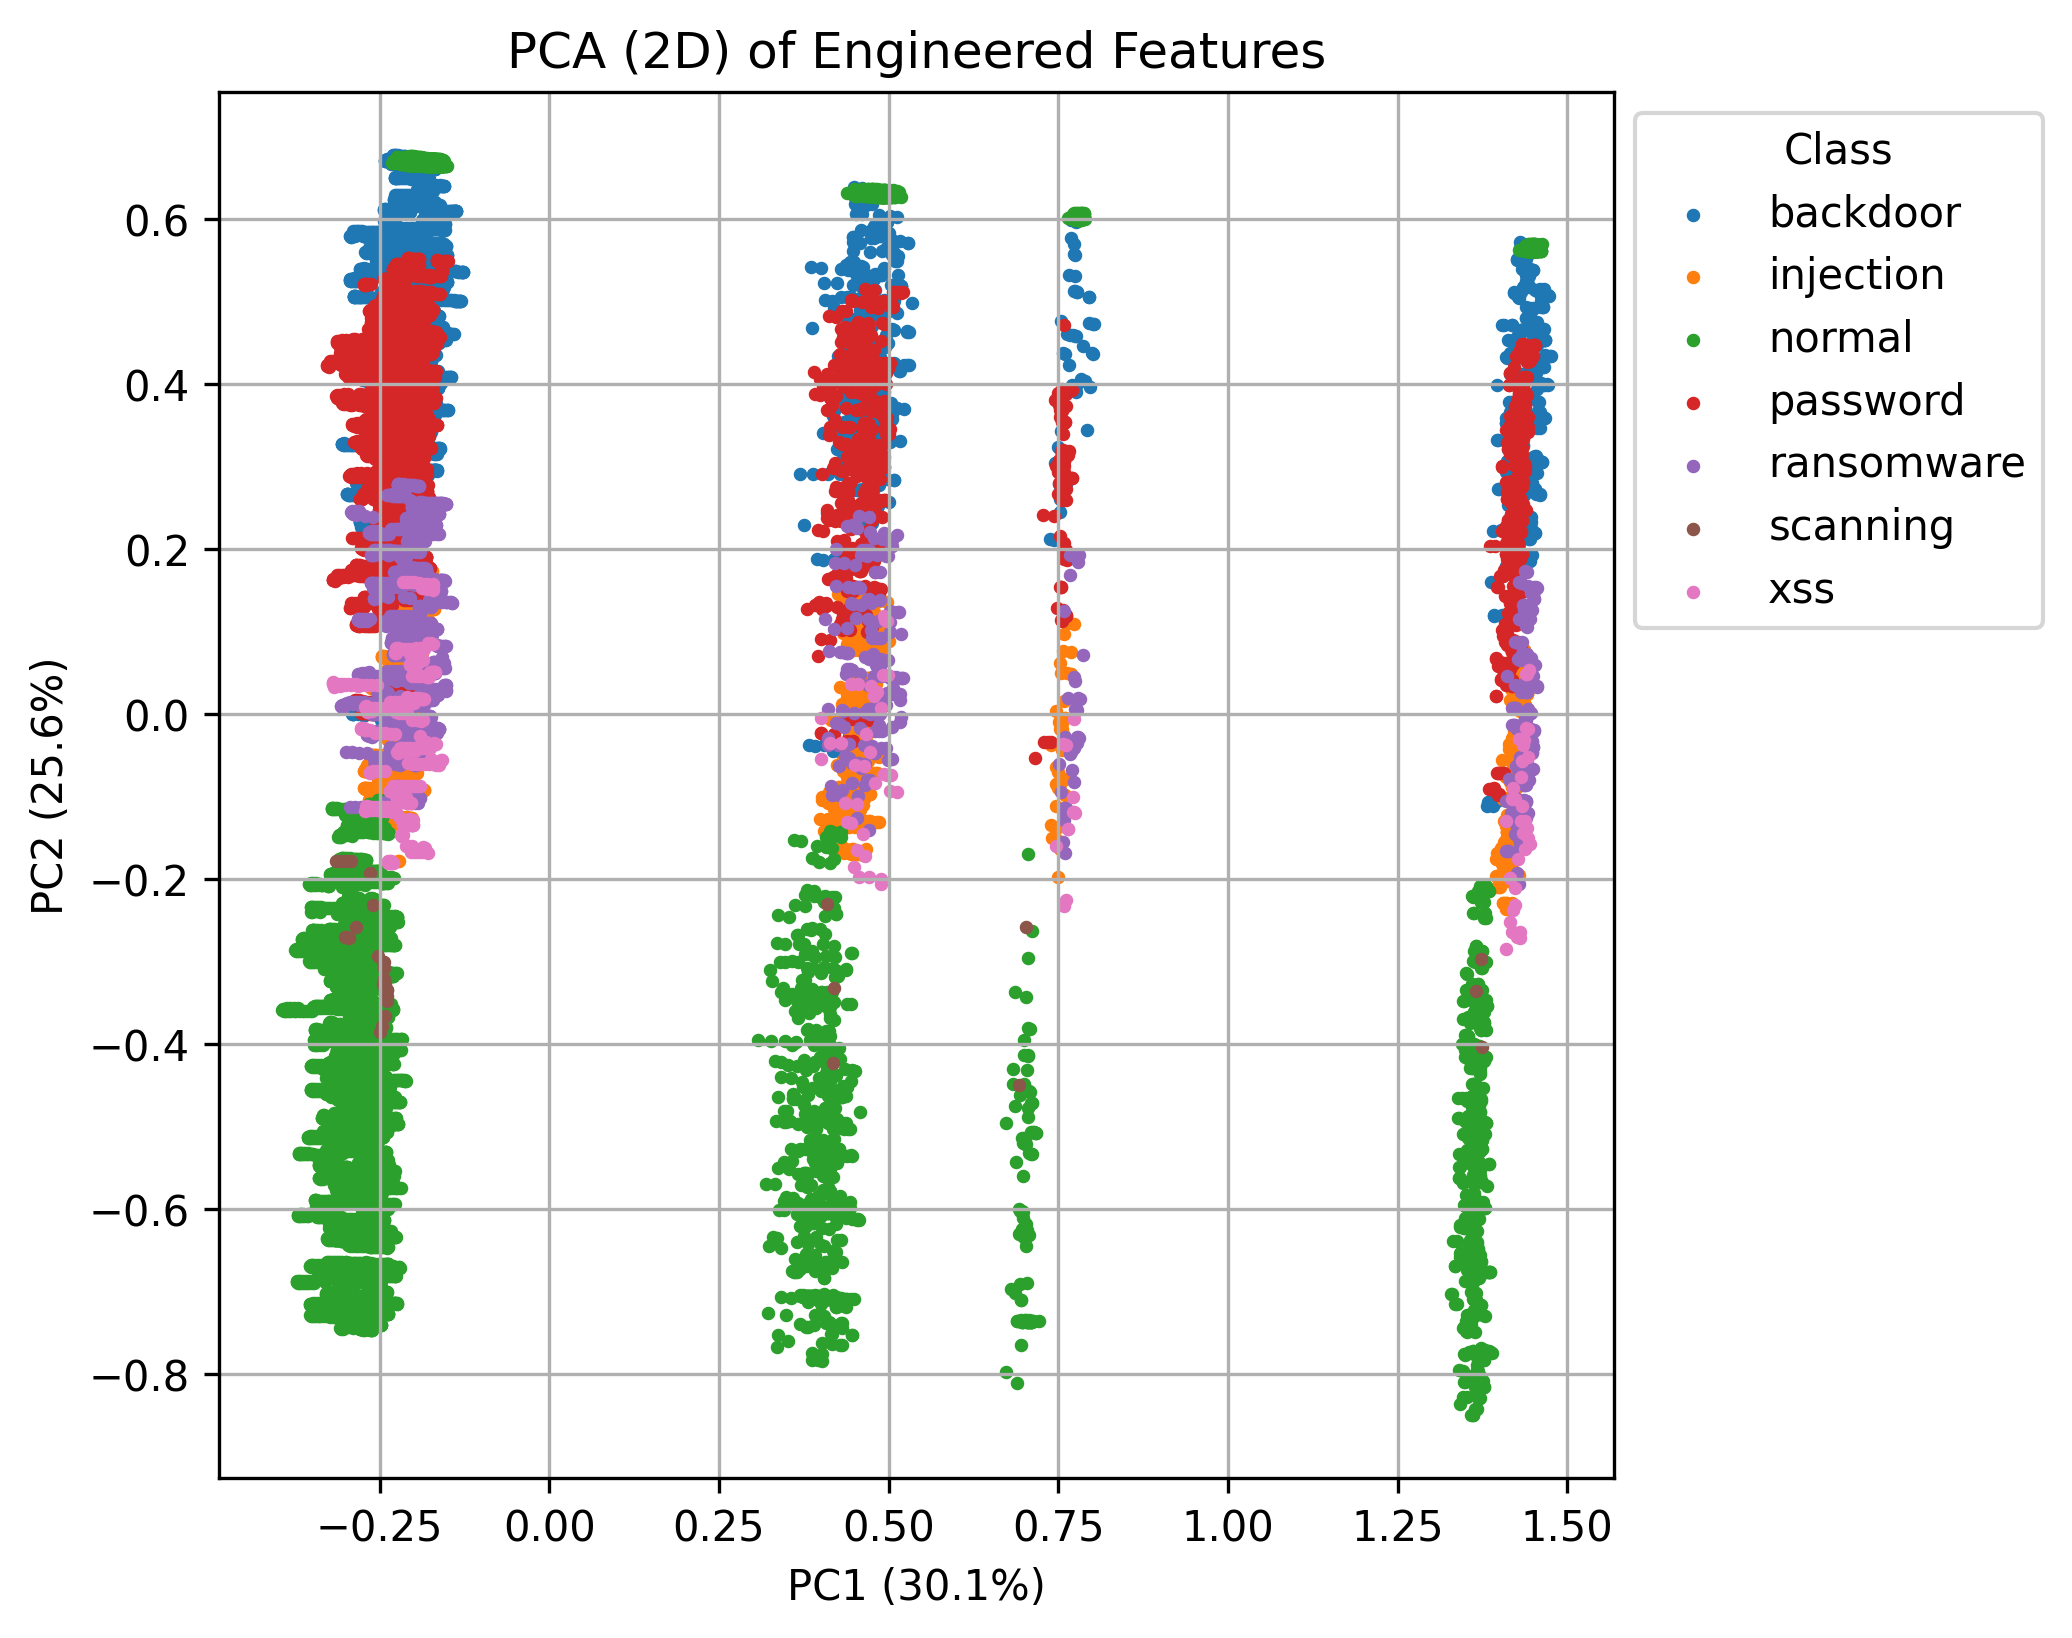 PCA (2D) of Engineered Features
Class
backdoor
injection
normal
password
ransomware
scanning
xss
0.6
0.4
0.2
0.0
−0.2
−0.4
−0.6
−0.8
PC2 (25.6%)
−0.25 0.00 0.25 0.50 0.75 1.00 1.25 1.50
PC1 (30.1%)